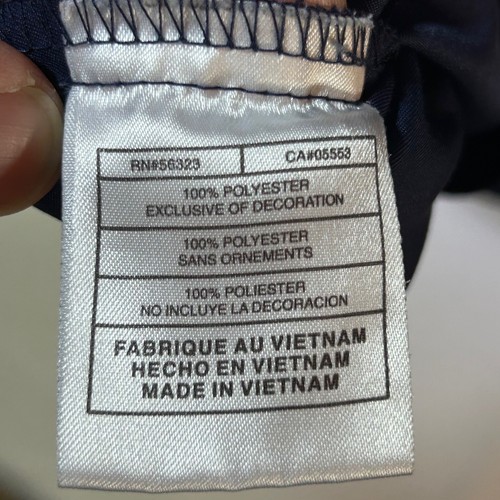 RN#56323 CA#05553
100% POLYESTER
EXCLUSIVE OF DECORATION
100% POLYESTER
SANS ORNEMENTS
100% POLIESTER
NO INCLUYE LA DECORACION
FABRIQUE AU VIETNAM
HECHO EN VIETNAM
MADE IN VIETNAM